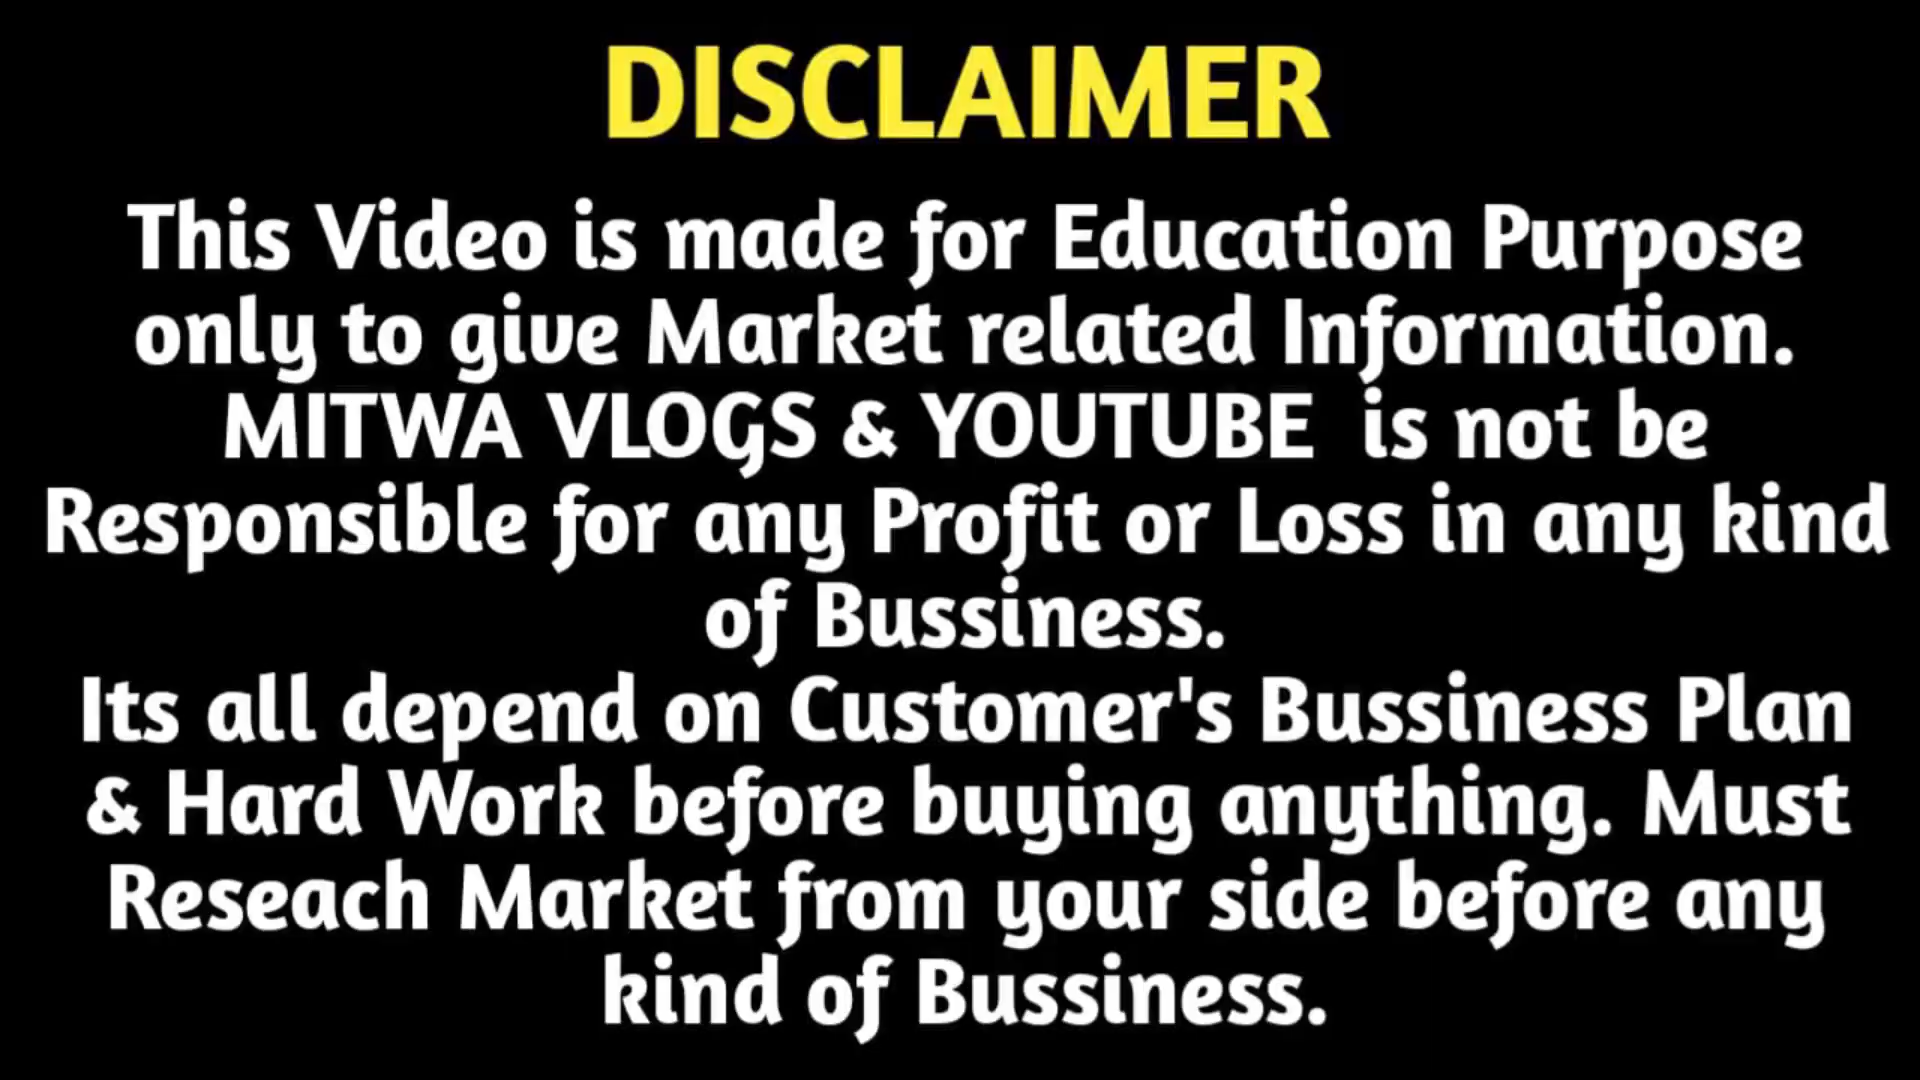 DISCLAIMER
This Video is made for Education Purpose
only to give Market related Information.
MITWA VLOGS & YOUTUBE is not be
Responsible for any Profit or Loss in any kind
of Bussiness.
Its all depend on Customer's Bussiness Plan
& Hard Work before buying anything. Must
Reseach Market from your side before any
kind of Bussiness.